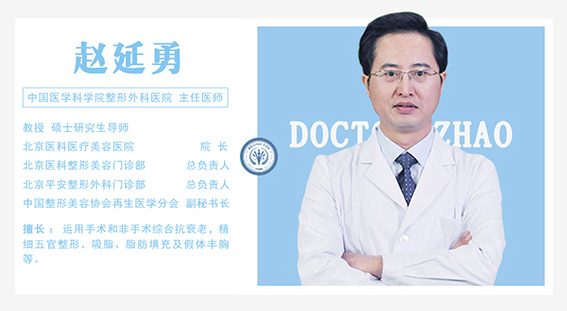 赵延勇
中国医学科学院整形外科医院 主任医师
教授 硕士研究生导师
北京医科医疗美容医院 院 长
北京医科整形美容门诊部 总负责人
北京平安整形外科门诊部 总负责人
中国整形美容协会再生医学分会 副秘书长
擅长：运用手术和非手术综合抗衰老，精
细五官整形、吸脂、脂肪填充及假体丰胸
等。
ZHAO